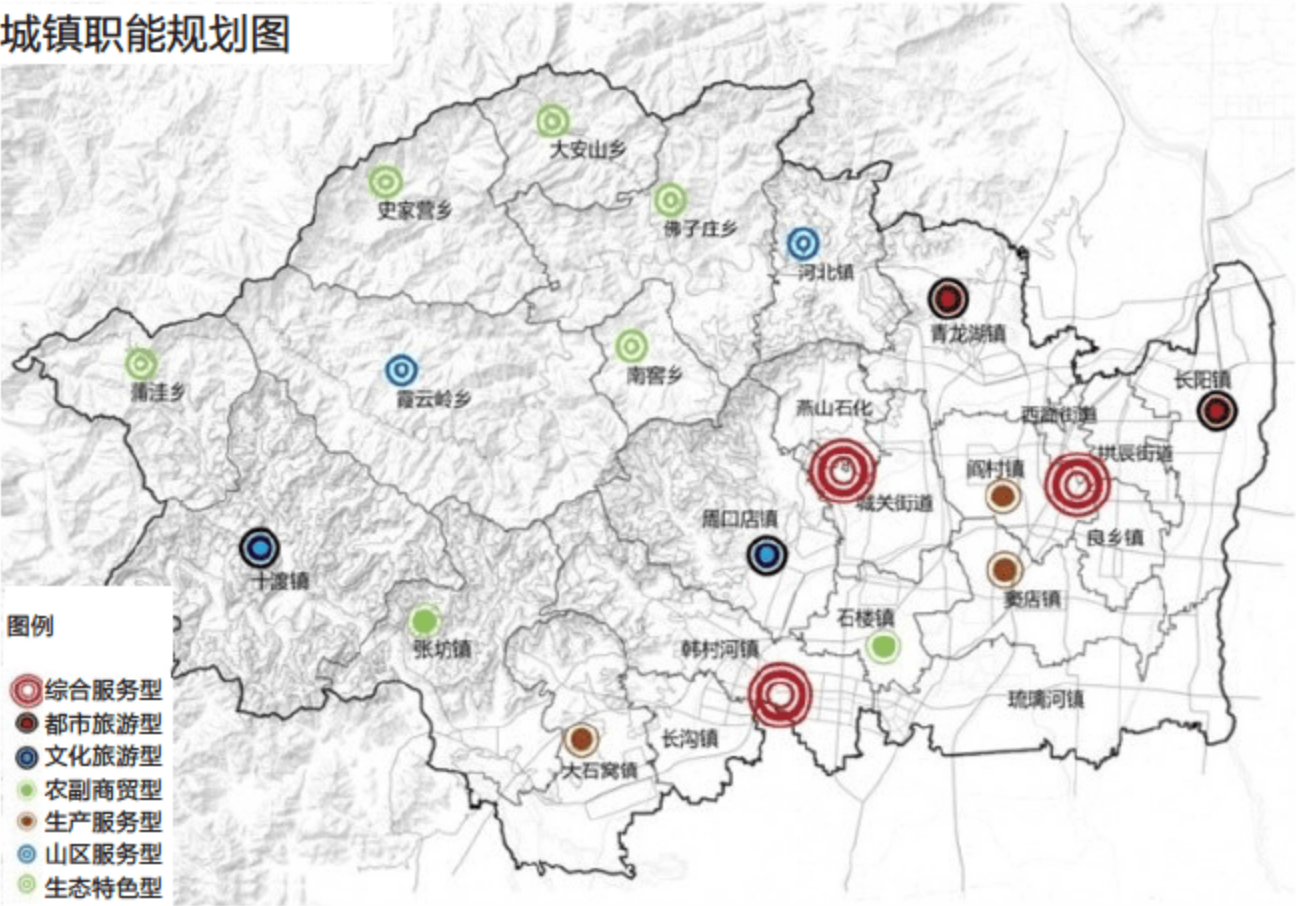 城镇职能规划图
大安山乡
史家营乡
佛子庄乡
河北镇
青龙湖镇
南窖乡
长阳镇
蒲洼乡
霞云岭乡
燕山石化
西潞街道
拱辰街道
阎村镇
城关街道
周口店镇
良乡镇
十渡镇
窦店镇
石楼镇
张坊镇
韩村河镇
琉璃河镇
长沟镇
大石窝镇
图例
综合服务型
都市旅游型
文化旅游型
农副商贸型
生产服务型
山区服务型
生态特色型